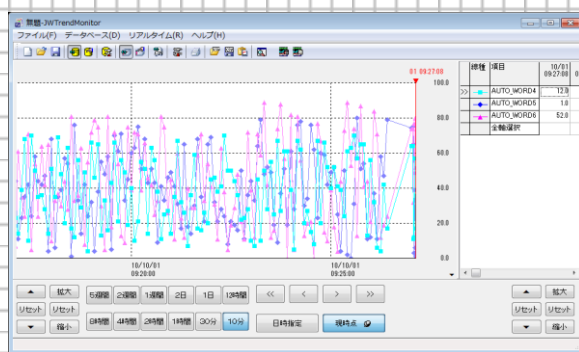 無題-JWTrendMonitor
ファイル(F) データベース(D) リアルタイム(R) ヘルプ(H)
01 09:27:08
100.0
80.0
60.0
40.0
20.0
0.0
10/10/01
09:20:00
10/10/01
09:25:00
線種 項目 10/01
09:27:08
>> AUTO_WORD4 12.0
AUTO_WORD5 1.0
AUTO_WORD6 52.0
全軸選択
▲ 拡大 5週間 2週間 1週間 2日 1日 12時間 << < > >> ▲ 拡大
リセット リセット リセット リセット
▼ 縮小 8時間 4時間 2時間 1時間 30分 10分 日時指定 現時点 ▼ 縮小